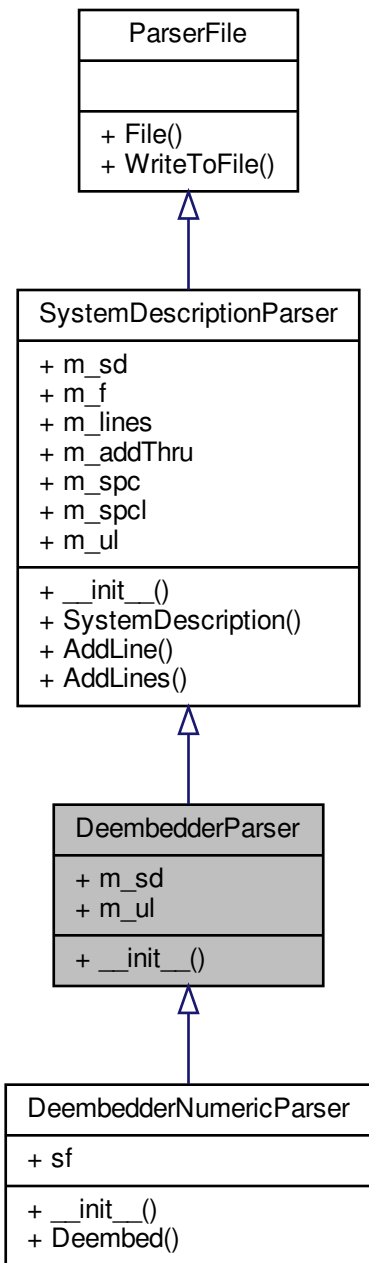 ParserFile
+ File()
+ WriteToFile()
SystemDescriptionParser
+ m_sd
+ m_f
+ m_lines
+ m_addThru
+ m_spc
+ m_spcl
+ m_ul
+ __init__()
+ SystemDescription()
+ AddLine()
+ AddLines()
DeembedderParser
+ m_sd
+ m_ul
+ __init__()
DeembedderNumericParser
+ sf
+ __init__()
+ Deembed()